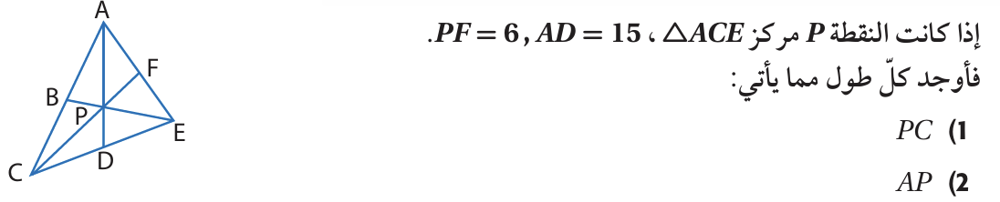 إذا كانت النقطة P مركز △ACE ، PF = 6 , AD = 15.
فأوجد كلّ طول مما يأتي:
1) PC
2) AP
A
F
B
P
E
D
C